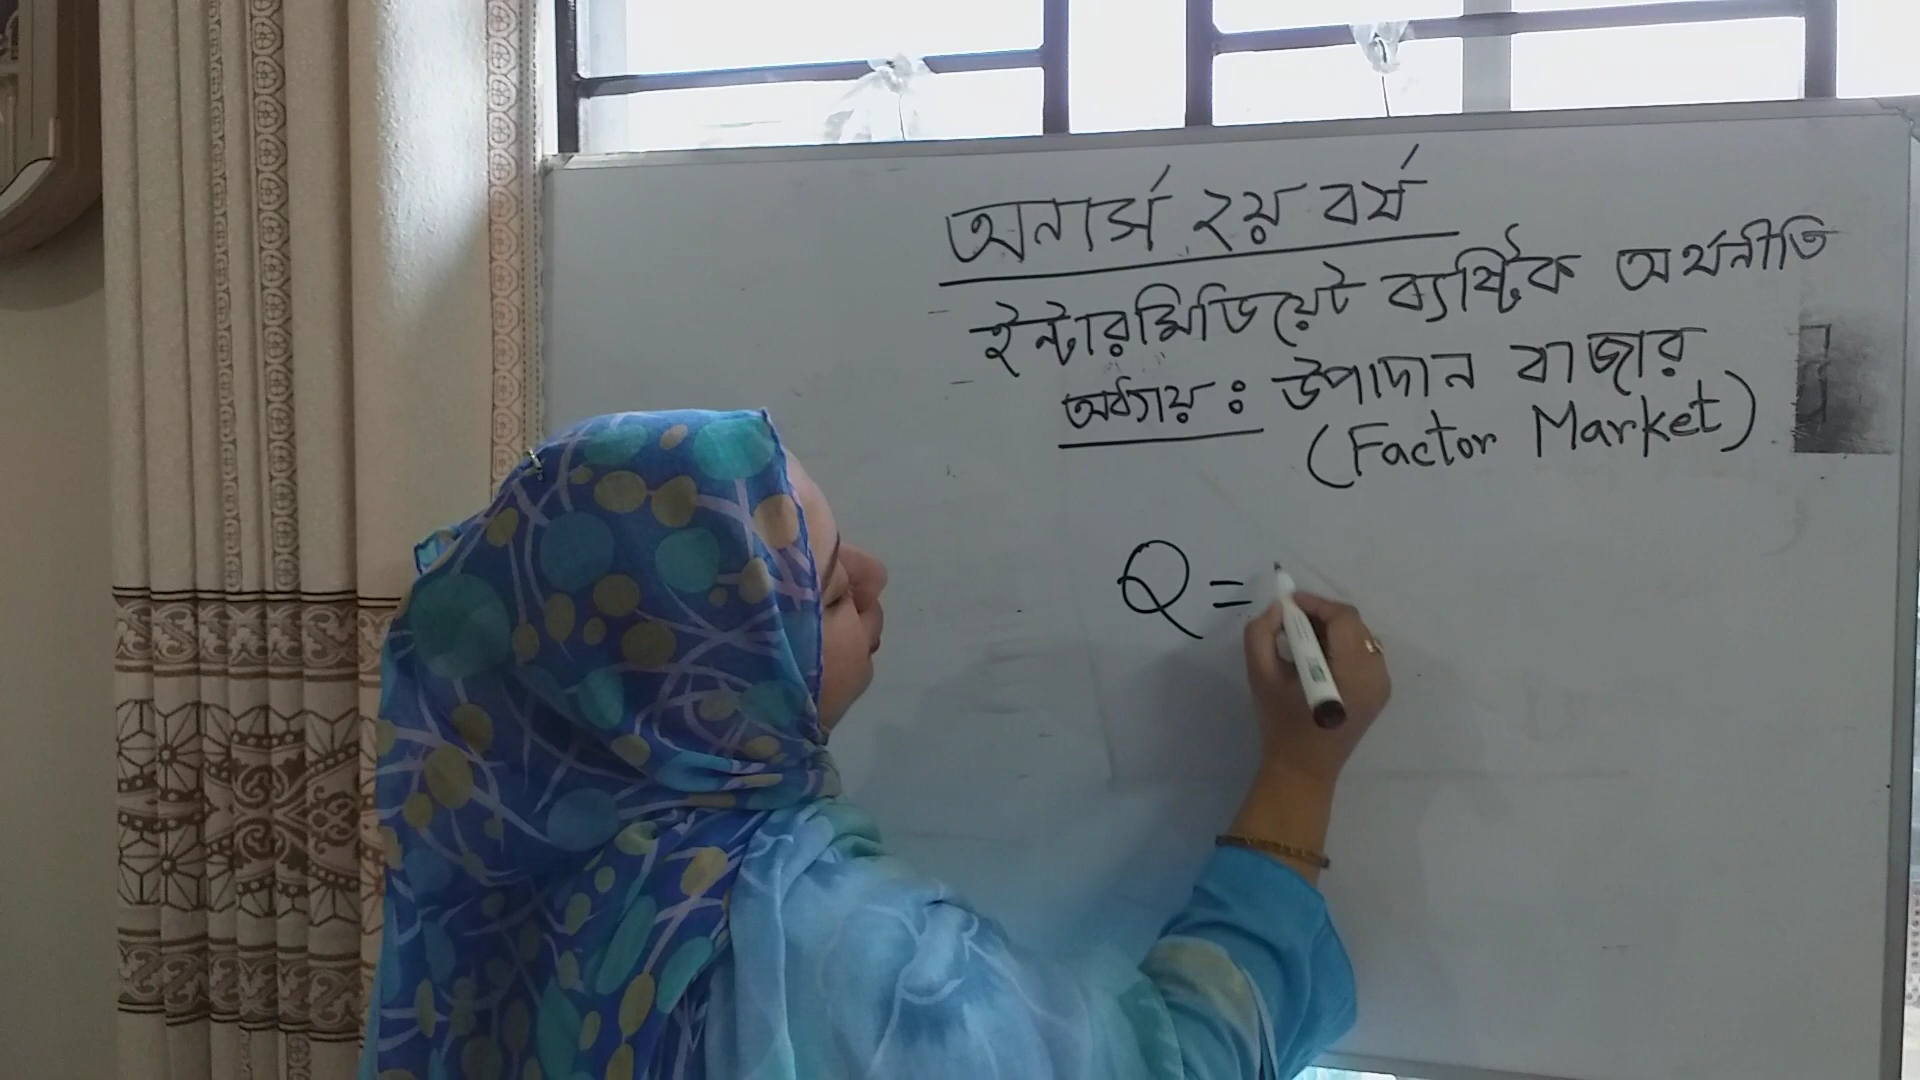 অনার্স ২য় বর্ষ
ইন্টারমিডিয়েট ব্যষ্টিক অর্থনীতি
অধ্যায় : উপাদান বাজার
(Factor Market)
Q =